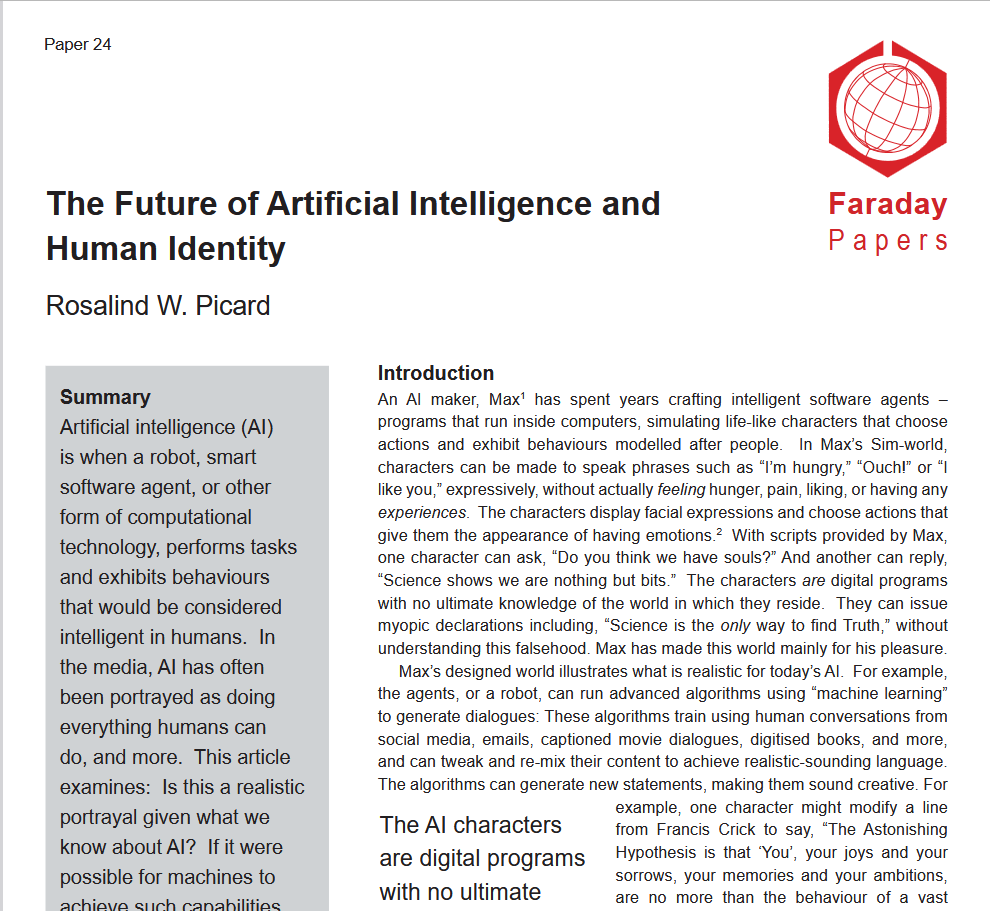 Paper 24
Faraday
Papers
The Future of Artificial Intelligence and
Human Identity
Rosalind W. Picard
Summary
Artificial intelligence (AI)
is when a robot, smart
software agent, or other
form of computational
technology, performs tasks
and exhibits behaviours
that would be considered
intelligent in humans.  In
the media, AI has often
been portrayed as doing
everything humans can
do, and more.  This article
examines:  Is this a realistic
portrayal given what we
know about AI?  If it were
possible for machines to
achieve such capabilities
Introduction
An AI maker, Max¹ has spent years crafting intelligent software agents –
programs that run inside computers, simulating life-like characters that choose
actions and exhibit behaviours modelled after people.  In Max’s Sim-world,
characters can be made to speak phrases such as “I’m hungry,” “Ouch!” or “I
like you,” expressively, without actually feeling hunger, pain, liking, or having any
experiences.  The characters display facial expressions and choose actions that
give them the appearance of having emotions.²  With scripts provided by Max,
one character can ask, “Do you think we have souls?” And another can reply,
“Science shows we are nothing but bits.”  The characters are digital programs
with no ultimate knowledge of the world in which they reside.  They can issue
myopic declarations including, “Science is the only way to find Truth,” without
understanding this falsehood. Max has made this world mainly for his pleasure.
Max’s designed world illustrates what is realistic for today’s AI.  For example,
the agents, or a robot, can run advanced algorithms using “machine learning”
to generate dialogues: These algorithms train using human conversations from
social media, emails, captioned movie dialogues, digitised books, and more,
and can tweak and re-mix their content to achieve realistic-sounding language.
The algorithms can generate new statements, making them sound creative. For
example, one character might modify a line
from Francis Crick to say, “The Astonishing
Hypothesis is that ‘You’, your joys and your
sorrows, your memories and your ambitions,
are no more than the behaviour of a vast
The AI characters
are digital programs
with no ultimate